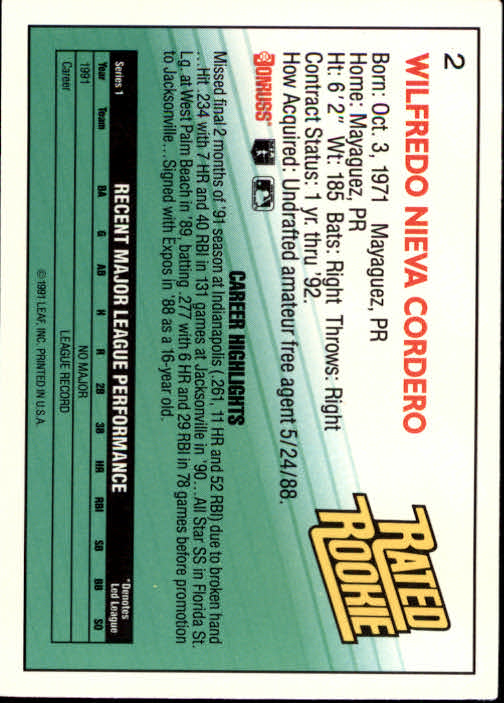 2
WILFREDO NIEVA CORDERO
Born: Oct. 3, 1971 Mayaguez, PR
Home: Mayaguez, PR
Ht: 6'2" Wt: 185 Bats: Right Throws: Right
Contract Status: 1 yr. thru '92.
How Acquired: Undrafted amateur free agent 5/24/88.
DONRUSS
RATED
ROOKIE
CAREER HIGHLIGHTS
Missed final 2 months of '91 season at Indianapolis (.261, 11 HR and 52 RBI) due to broken hand
...Hit .234 with 7 HR and 40 RBI in 131 games at Jacksonville in '90...All Star SS in Florida St.
Lg. at West Palm Beach in '89, batting .277 with 6 HR and 29 RBI in 78 games before promotion
to Jacksonville...Signed with Expos in '88 as a 16-year old.
Series 1 RECENT MAJOR LEAGUE PERFORMANCE *Denotes
Led League
Year Team BA G AB H R 2B 3B HR RBI SB BB SO
1991 NO MAJOR
Career LEAGUE RECORD
© 1991 LEAF, INC. PRINTED IN U.S.A.